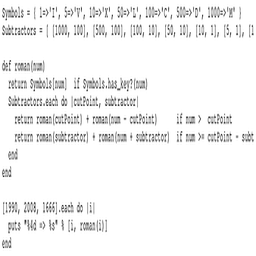 Symbols = { 1=>'I', 5=>'V', 10=>'X', 50=>'L', 100=>'C', 500=>'D', 1000=>'M' }
Subtractors = [ [1000, 100], [500, 100], [100, 10], [50, 10], [10, 1], [5, 1], [1
def roman(num)
  return Symbols[num]  if Symbols.has_key?(num)
  Subtractors.each do |cutPoint, subtractor|
    return roman(cutPoint) + roman(num - cutPoint)      if num >  cutPoint
    return roman(subtractor) + roman(num + subtractor)  if num >= cutPoint - subt
  end
end
[1990, 2008, 1666].each do |i|
  puts "%4d => %s" % [i, roman(i)]
end